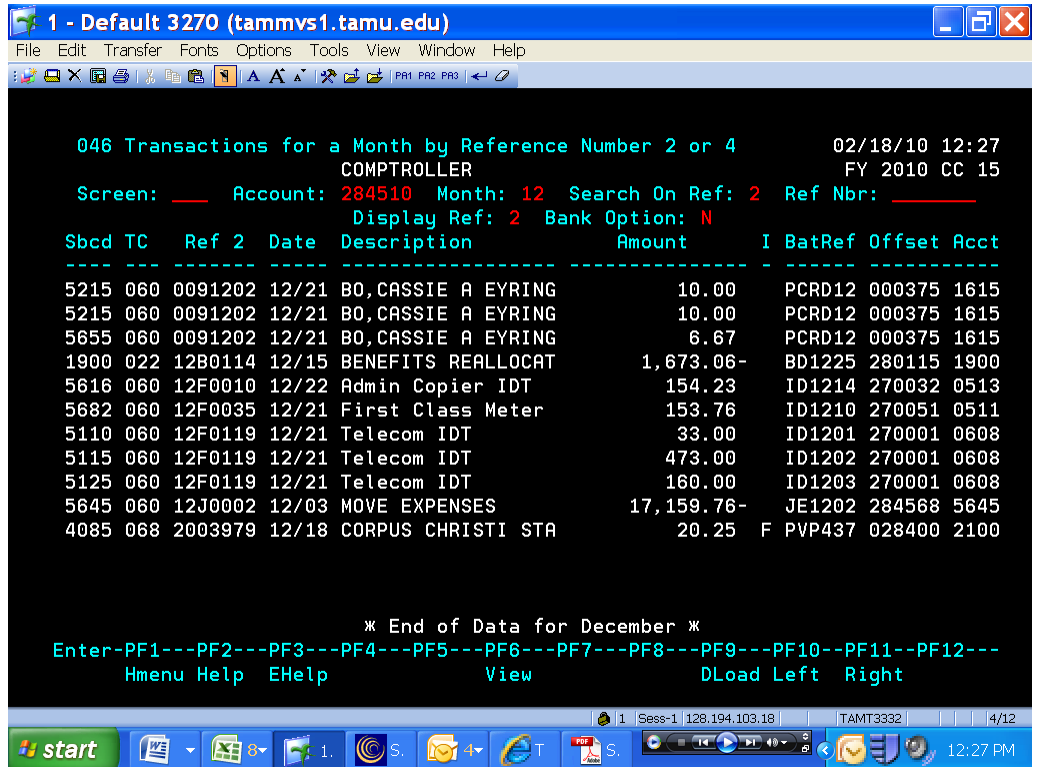 1 - Default 3270 (tammvs1.tamu.edu)
File Edit Transfer Fonts Options Tools View Window Help
A A A PA1 PA2 PA3
046 Transactions for a Month by Reference Number 2 or 4 02/18/10 12:27
COMPTROLLER FY 2010 CC 15
Screen: ___ Account: 284510 Month: 12 Search On Ref: 2 Ref Nbr: _______
Display Ref: 2 Bank Option: N
Sbcd TC Ref 2 Date Description Amount I BatRef Offset Acct
---- --- ------- ----- ------------------ --------------- - ------ -----------
5215 060 0091202 12/21 BO,CASSIE A EYRING 10.00 PCRD12 000375 1615
5215 060 0091202 12/21 BO,CASSIE A EYRING 10.00 PCRD12 000375 1615
5655 060 0091202 12/21 BO,CASSIE A EYRING 6.67 PCRD12 000375 1615
1900 022 12B0114 12/15 BENEFITS REALLOCAT 1,673.06- BD1225 280115 1900
5616 060 12F0010 12/22 Admin Copier IDT 154.23 ID1214 270032 0513
5682 060 12F0035 12/21 First Class Meter 153.76 ID1210 270051 0511
5110 060 12F0119 12/21 Telecom IDT 33.00 ID1201 270001 0608
5115 060 12F0119 12/21 Telecom IDT 473.00 ID1202 270001 0608
5125 060 12F0119 12/21 Telecom IDT 160.00 ID1203 270001 0608
5645 060 12J0002 12/03 MOVE EXPENSES 17,159.76- JE1202 284568 5645
4085 068 2003979 12/18 CORPUS CHRISTI STA 20.25 F PVP437 028400 2100
* End of Data for December *
Enter-PF1---PF2---PF3---PF4---PF5---PF6---PF7---PF8---PF9---PF10--PF11--PF12---
Hmenu Help EHelp View DLoad Left Right
1 Sess-1 128.194.103.18 TAMT3332 4/12
start 8 1. S. 4 T PDF Adobe S. 12:27 PM